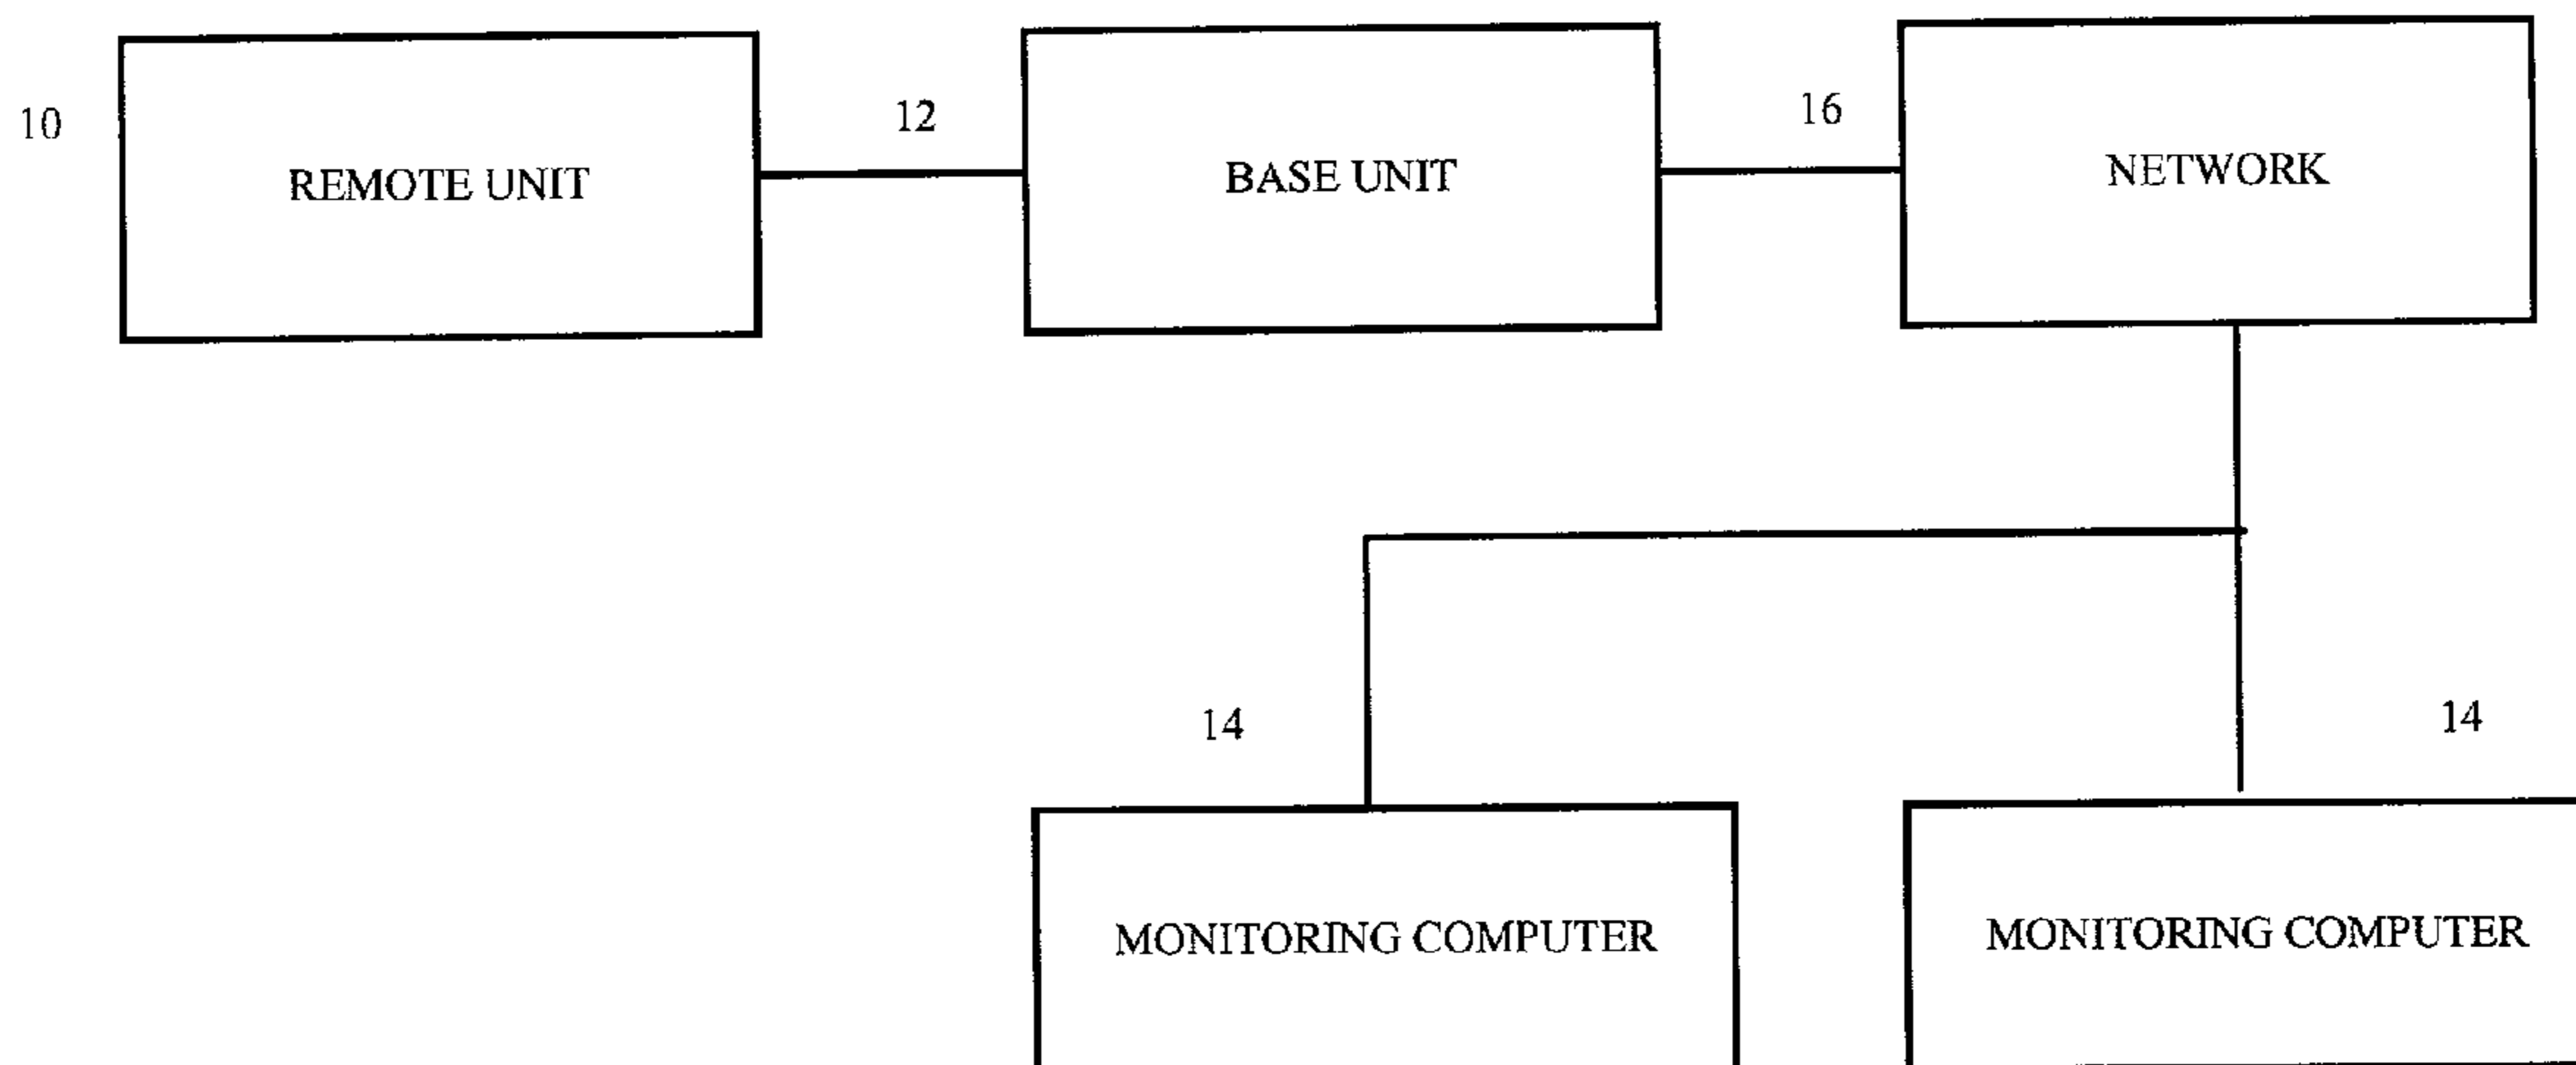 10
REMOTE UNIT
12
BASE UNIT
16
NETWORK
14
MONITORING COMPUTER
14
MONITORING COMPUTER